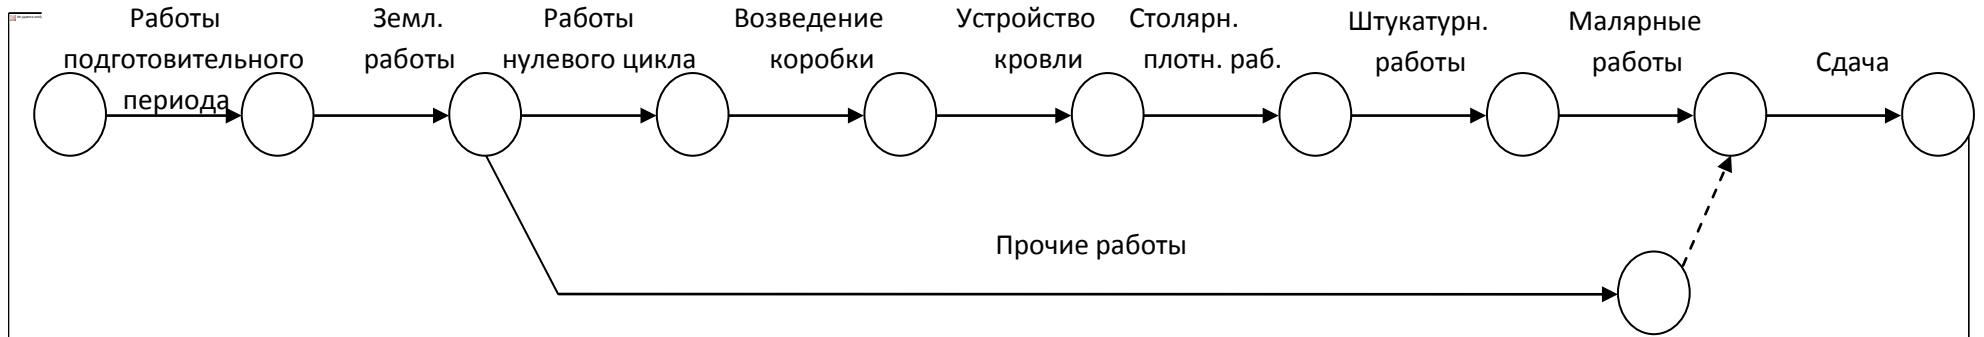 Работы
подготовительного
периода
Земл.
работы
Работы
нулевого цикла
Возведение
коробки
Устройство
кровли
Столярн.
плотн. раб.
Штукатурн.
работы
Малярные
работы
Сдача
Прочие работы